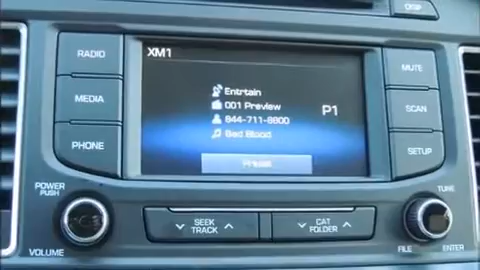 DISP
RADIO
XM1
MUTE
MEDIA
Entrtain
001 Preview
P1
SCAN
844-711-8800
PHONE
Bad Blood
SETUP
Preset
POWER
PUSH
TUNE
SEEK
TRACK
CAT
FOLDER
VOLUME
FILE
ENTER